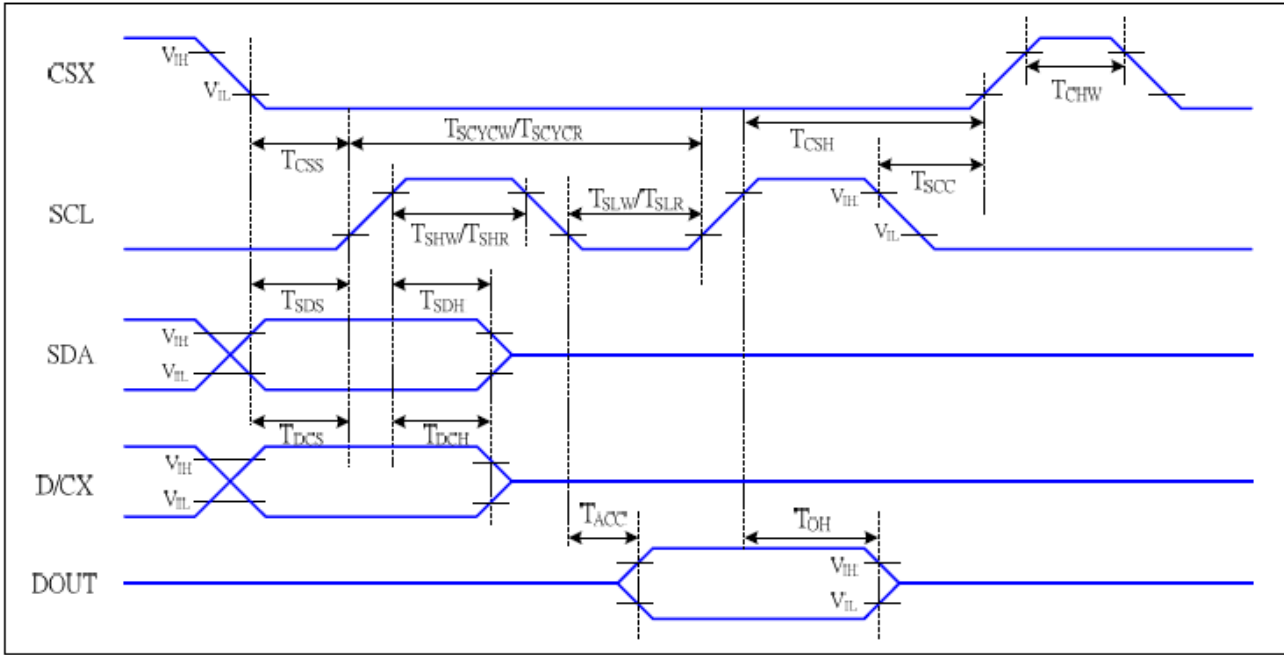 CSX
VIH
VIL
TCHW
TSCYCW/TSCYCR
TCSS
TCSH
TSCC
SCL
TSHW/TSHR
TSLW/TSLR
VIH
VIL
TSDS
TSDH
SDA
VIH
VIL
TDCS
TDCH
D/CX
VIH
VIL
TACC
TOH
DOUT
VIH
VIL